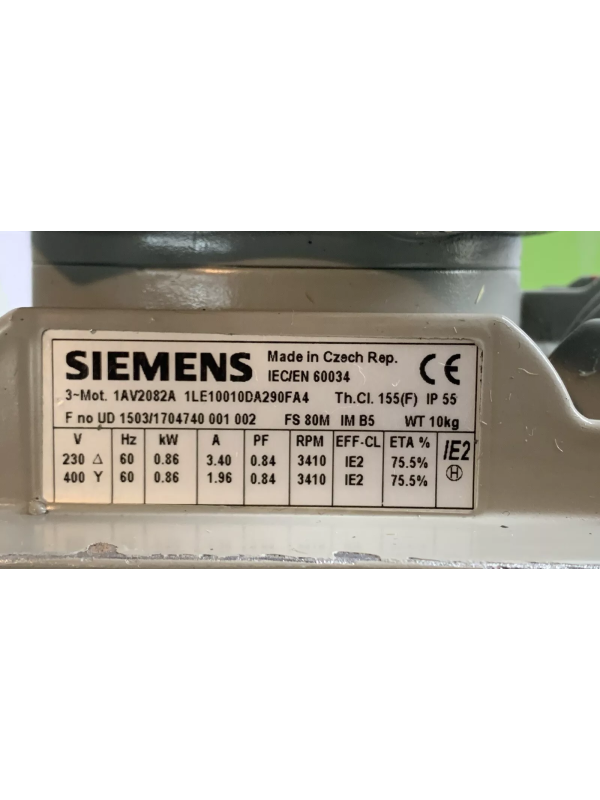 SIEMENS Made in Czech Rep. CE
IEC/EN 60034
3~Mot. 1AV2082A 1LE10010DA290FA4 Th.Cl. 155(F) IP 55
F no UD 1503/1704740 001 002 FS 80M IM B5 WT 10kg
V Hz kW A PF RPM EFF-CL ETA % IE2
230 Δ 60 0.86 3.40 0.84 3410 IE2 75.5% H
400 Y 60 0.86 1.96 0.84 3410 IE2 75.5%